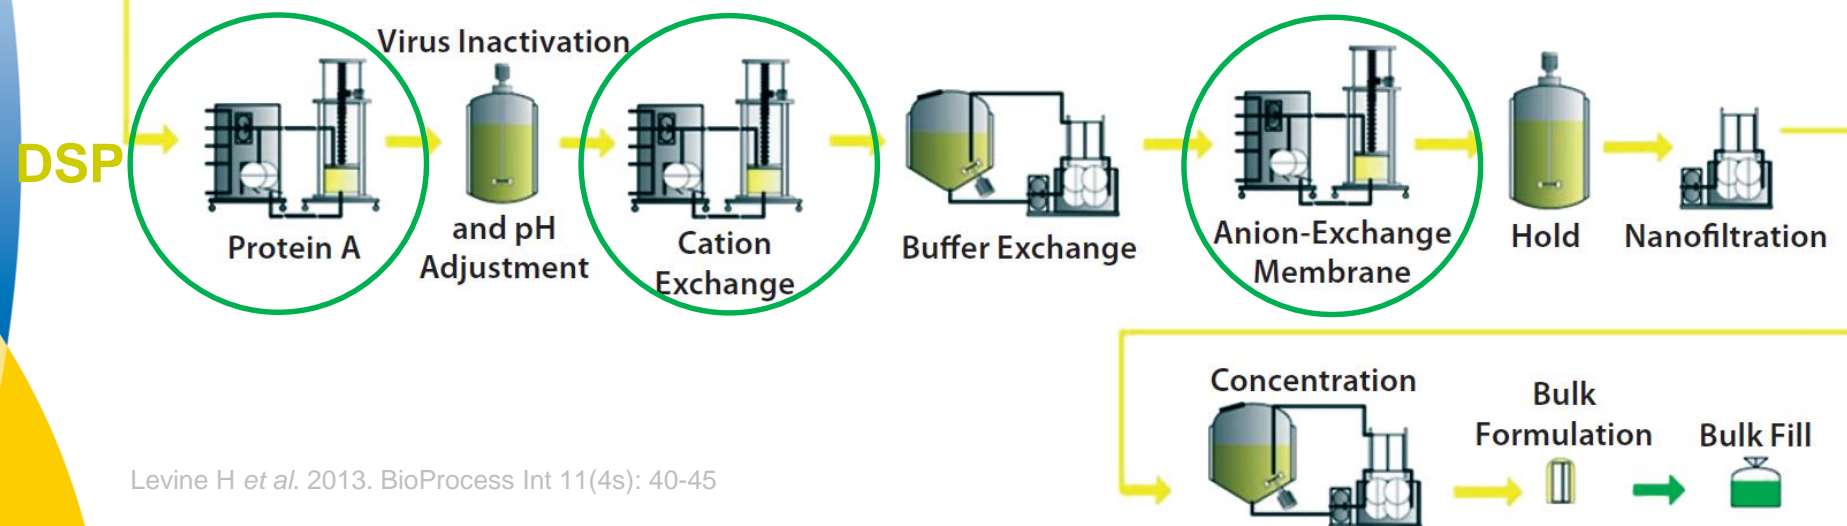 DSP
Protein A
Virus Inactivation
and pH
Adjustment
Cation
Exchange
Buffer Exchange
Anion-Exchange
Membrane
Hold
Nanofiltration
Concentration
Bulk
Formulation
Bulk Fill
Levine H et al. 2013. BioProcess Int 11(4s): 40-45